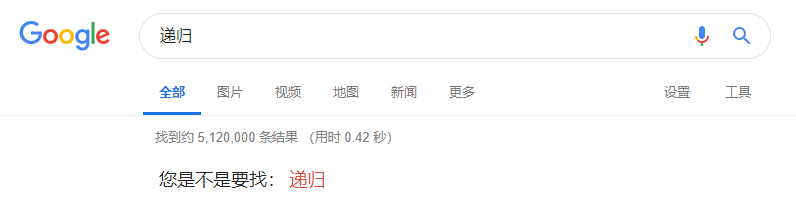 Google 递归
全部 图片 视频 地图 新闻 更多 设置 工具
找到约 5,120,000 条结果 （用时 0.42 秒）
您是不是要找： 递归